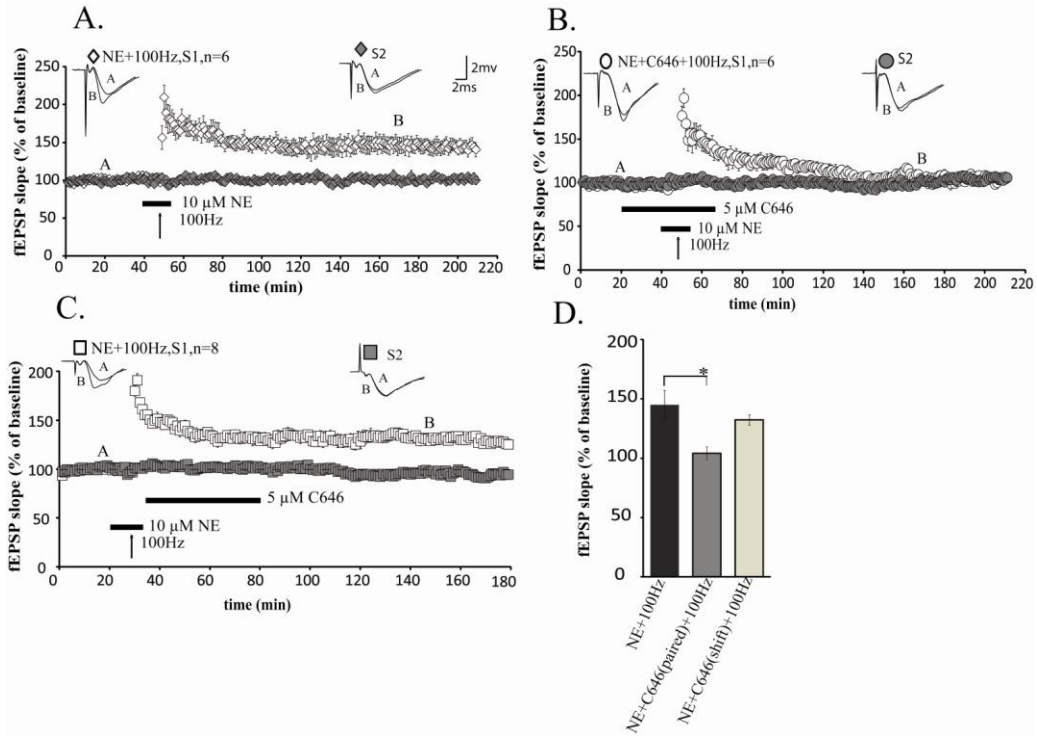 A.
NE+100Hz,S1,n=6
S2
2mv
2ms
A
B
A
B
fEPSP slope (% of baseline)
250
200
150
100
50
0
A
B
10 µM NE
100Hz
0 20 40 60 80 100 120 140 160 180 200 220
time (min)
B.
NE+C646+100Hz,S1,n=6
S2
A
B
A
B
fEPSP slope (% of baseline)
250
200
150
100
50
0
A
B
5 µM C646
10 µM NE
100Hz
0 20 40 60 80 100 120 140 160 180 200 220
time (min)
C.
NE+100Hz,S1,n=8
S2
A
B
A
B
fEPSP slope (% of baseline)
200
150
100
50
0
A
B
5 µM C646
10 µM NE
100Hz
0 20 40 60 80 100 120 140 160 180
time (min)
D.
fEPSP slope (% of baseline)
200
150
100
50
0
*
NE+100Hz
NE+C646(paired)+100Hz
NE+C646(shift)+100Hz